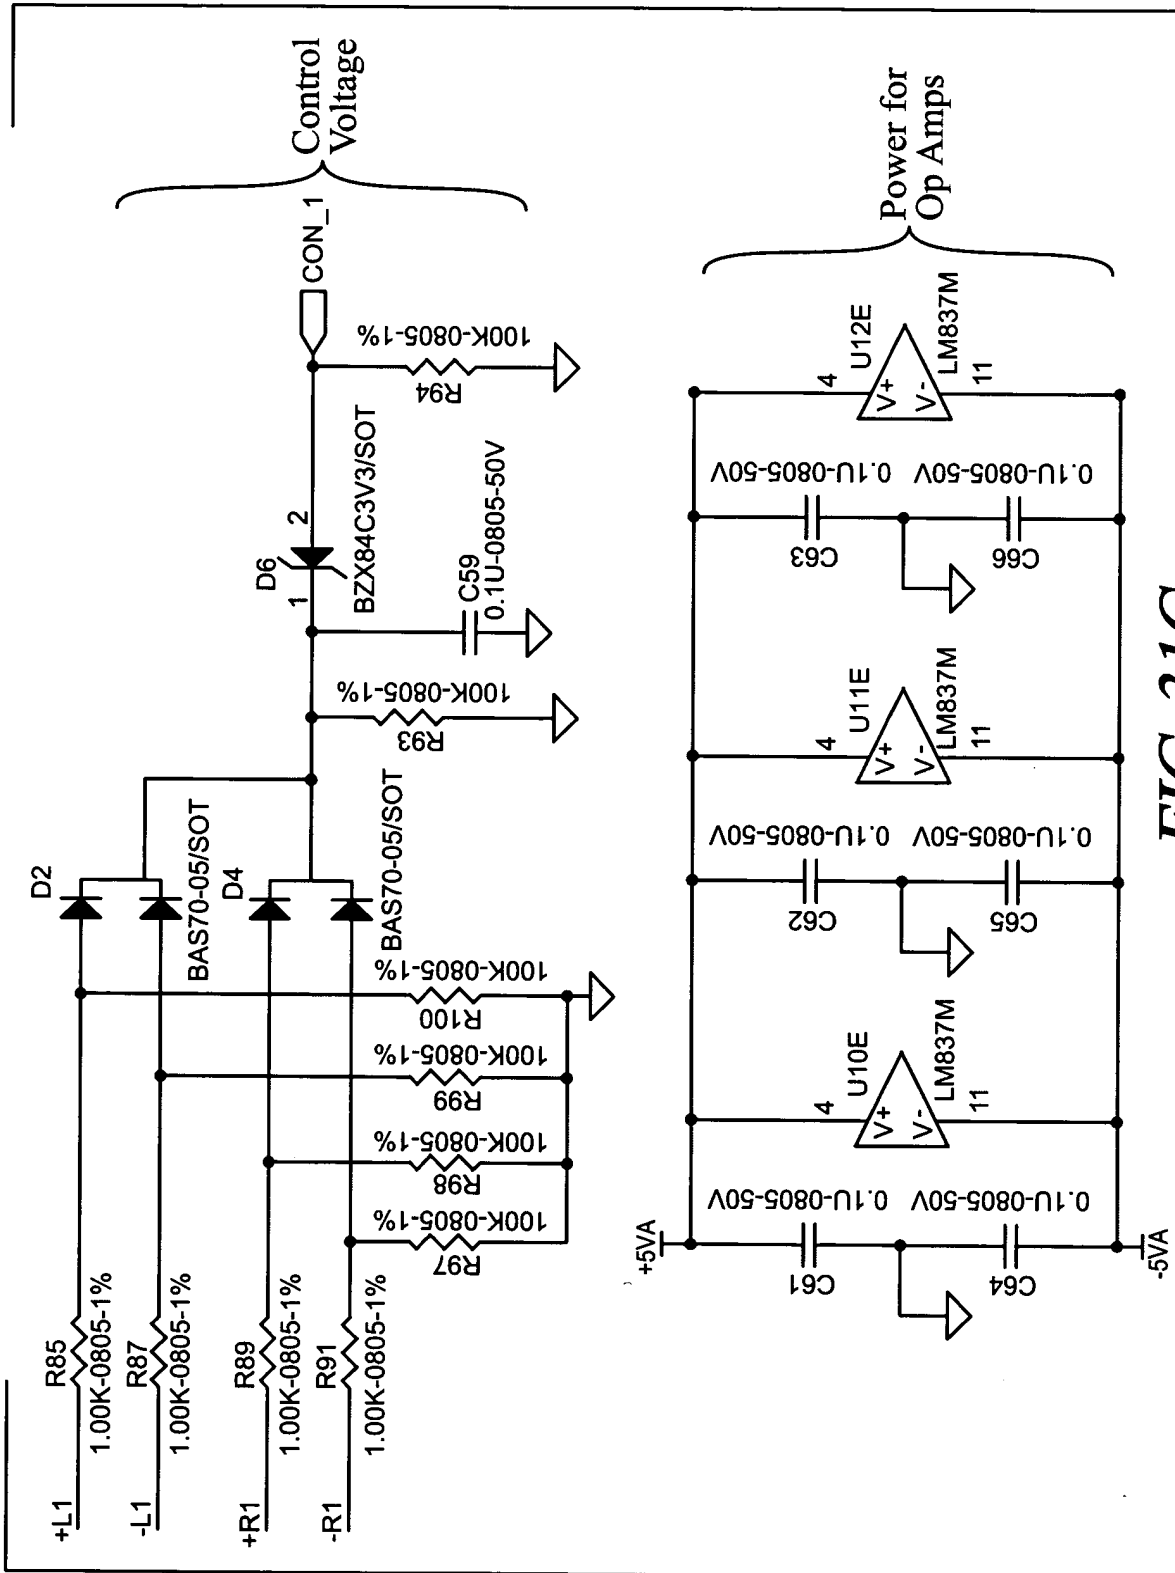 +L1
R85
1.00K-0805-1%
-L1
R87
1.00K-0805-1%
+R1
R89
1.00K-0805-1%
-R1
R91
1.00K-0805-1%
R97
100K-0805-1%
R98
100K-0805-1%
R99
100K-0805-1%
R100
100K-0805-1%
D2
BAS70-05/SOT
D4
BAS70-05/SOT
R93
100K-0805-1%
C59
0.1U-0805-50V
D6
1
2
BZX84C3V3/SOT
R94
100K-0805-1%
CON_1
Control
Voltage
+5VA
-5VA
C61
0.1U-0805-50V
C64
0.1U-0805-50V
U10E
4
V+
V-
11
LM837M
C62
0.1U-0805-50V
C65
0.1U-0805-50V
U11E
4
V+
V-
11
LM837M
C63
0.1U-0805-50V
C66
0.1U-0805-50V
U12E
4
V+
V-
11
LM837M
Power for
Op Amps